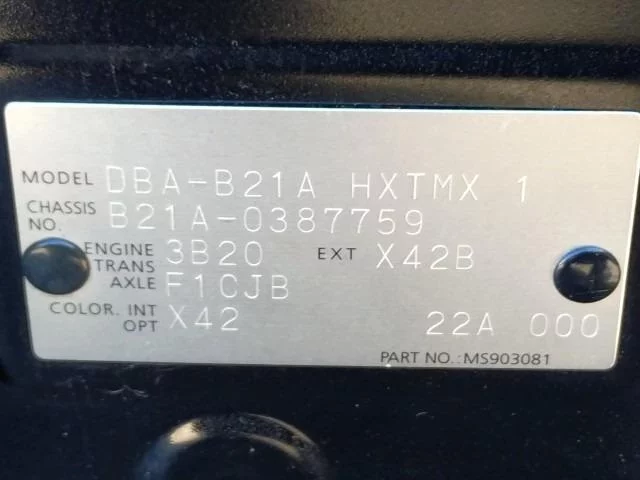 MODEL DBA-B21A HXTMX 1
CHASSIS NO. B21A-0387759
ENGINE 3B20 EXT X42B
TRANS AXLE F1CJB
COLOR. INT OPT X42 22A 000
PART NO.:MS903081